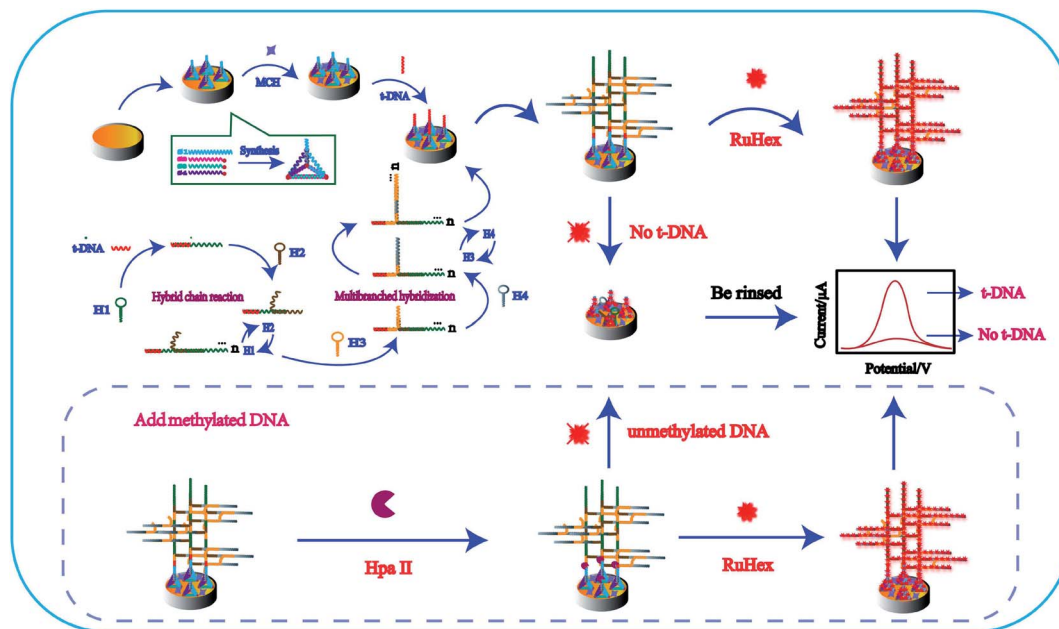 MCH
t-DNA
Synthesis
RuHex
n
...
t-DNA
H1
H2
Hybrid chain reaction
H2
H1
n
...
H3
Multibranched hybridization
H4
H3
H4
n
...
n
...
n
...
No t-DNA
Be rinsed
Current/μA
Potential/V
t-DNA
No t-DNA
Add methylated DNA
unmethylated DNA
Hpa II
RuHex